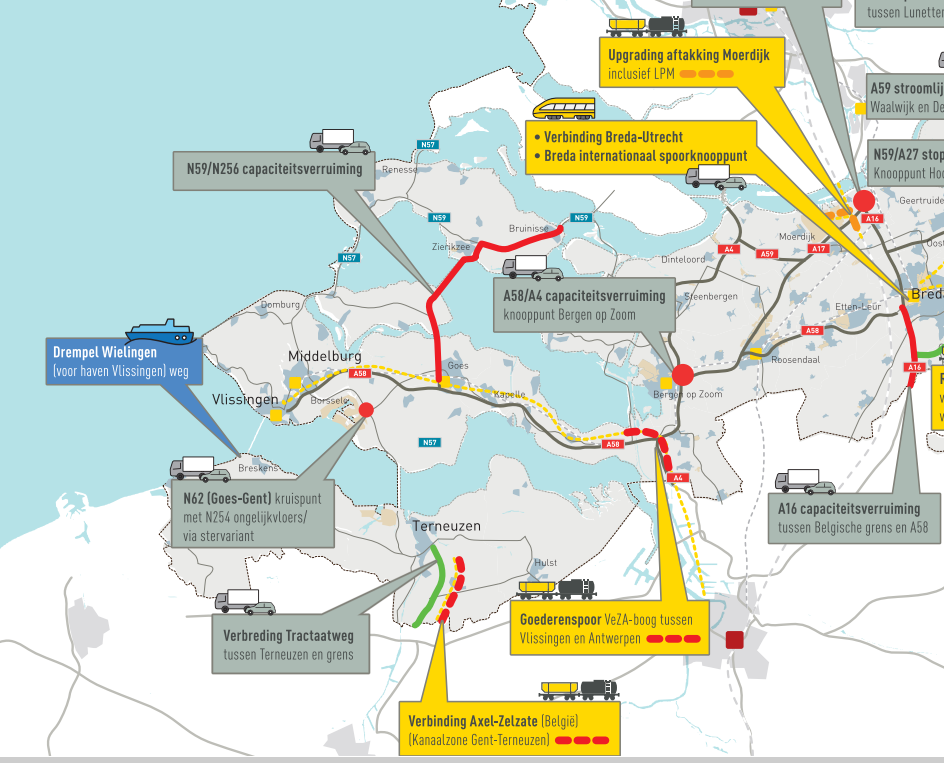 tussen Lunetten
Upgrading aftakking Moerdijk
inclusief LPM
A59 stroomlij
Waalwijk en De
• Verbinding Breda-Utrecht
• Breda internationaal spoorknooppunt
N59/A27 stop
Knooppunt Hoo
N57
N59/N256 capaciteitsverruiming
Renesse
Geertruide
N59
Bruinisse
N59
A16
Zierikzee
Moerdijk
A4
A59
A17
Oost
N57
Dinteloord
A58/A4 capaciteitsverruiming
knooppunt Bergen op Zoom
Steenbergen
Breda
Etten-Leur
Domburg
A58
Drempel Wielingen
(voor haven Vlissingen) weg
Middelburg
Roosendaal
A58
Goes
A16
Vlissingen
Borssele
Kapelle
Bergen op Zoom
N57
A58
Breskens
A4
N62 (Goes-Gent) kruispunt
met N254 ongelijkvloers/
via stervariant
A16 capaciteitsverruiming
tussen Belgische grens en A58
Terneuzen
Hulst
Goederenspoor VeZA-boog tussen
Vlissingen en Antwerpen
Verbreding Tractaatweg
tussen Terneuzen en grens
Verbinding Axel-Zelzate (België)
(Kanaalzone Gent-Terneuzen)